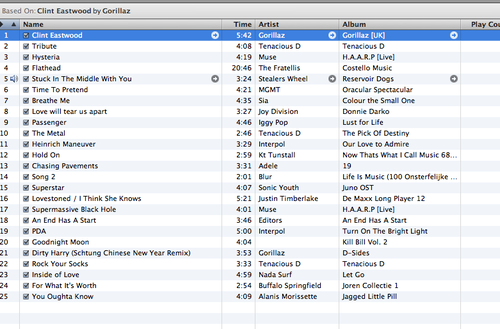 Based On: Clint Eastwood by Gorillaz
Name Time Artist Album Play Cou
1 Clint Eastwood 5:42 Gorillaz Gorillaz [UK]
2 Tribute 4:08 Tenacious D Tenacious D
3 Hysteria 4:19 Muse H.A.A.R.P [Live]
4 Flathead 20:46 The Fratellis Costello Music
5 Stuck In The Middle With You 3:24 Stealers Wheel Reservoir Dogs
6 Time To Pretend 4:21 MGMT Oracular Spectacular
7 Breathe Me 4:35 Sia Colour the Small One
8 Love will tear us apart 3:27 Joy Division Donnie Darko
9 Passenger 4:46 Iggy Pop Lust for Life
10 The Metal 2:46 Tenacious D The Pick Of Destiny
11 Heinrich Maneuver 3:29 Interpol Our Love to Admire
12 Hold On 2:59 Kt Tunstall Now Thats What I Call Music 68...
13 Chasing Pavements 3:31 Adele 19
14 Song 2 2:01 Blur Life Is Music (100 Onsterfelijke ...
15 Superstar 4:07 Sonic Youth Juno OST
16 Lovestoned / I Think She Knows 5:21 Justin Timberlake De Maxx Long Player 12
17 Supermassive Black Hole 4:01 Muse H.A.A.R.P [Live]
18 An End Has A Start 3:46 Editors An End Has A Start
19 PDA 5:00 Interpol Turn On The Bright Light
20 Goodnight Moon 4:04 Kill Bill Vol. 2
21 Dirty Harry (Schtung Chinese New Year Remix) 3:53 Gorillaz D-Sides
22 Rock Your Socks 3:33 Tenacious D Tenacious D
23 Inside of Love 4:59 Nada Surf Let Go
24 For What It's Worth 2:54 Buffalo Springfield Joren Collectie 1
25 You Oughta Know 4:09 Alanis Morissette Jagged Little Pill